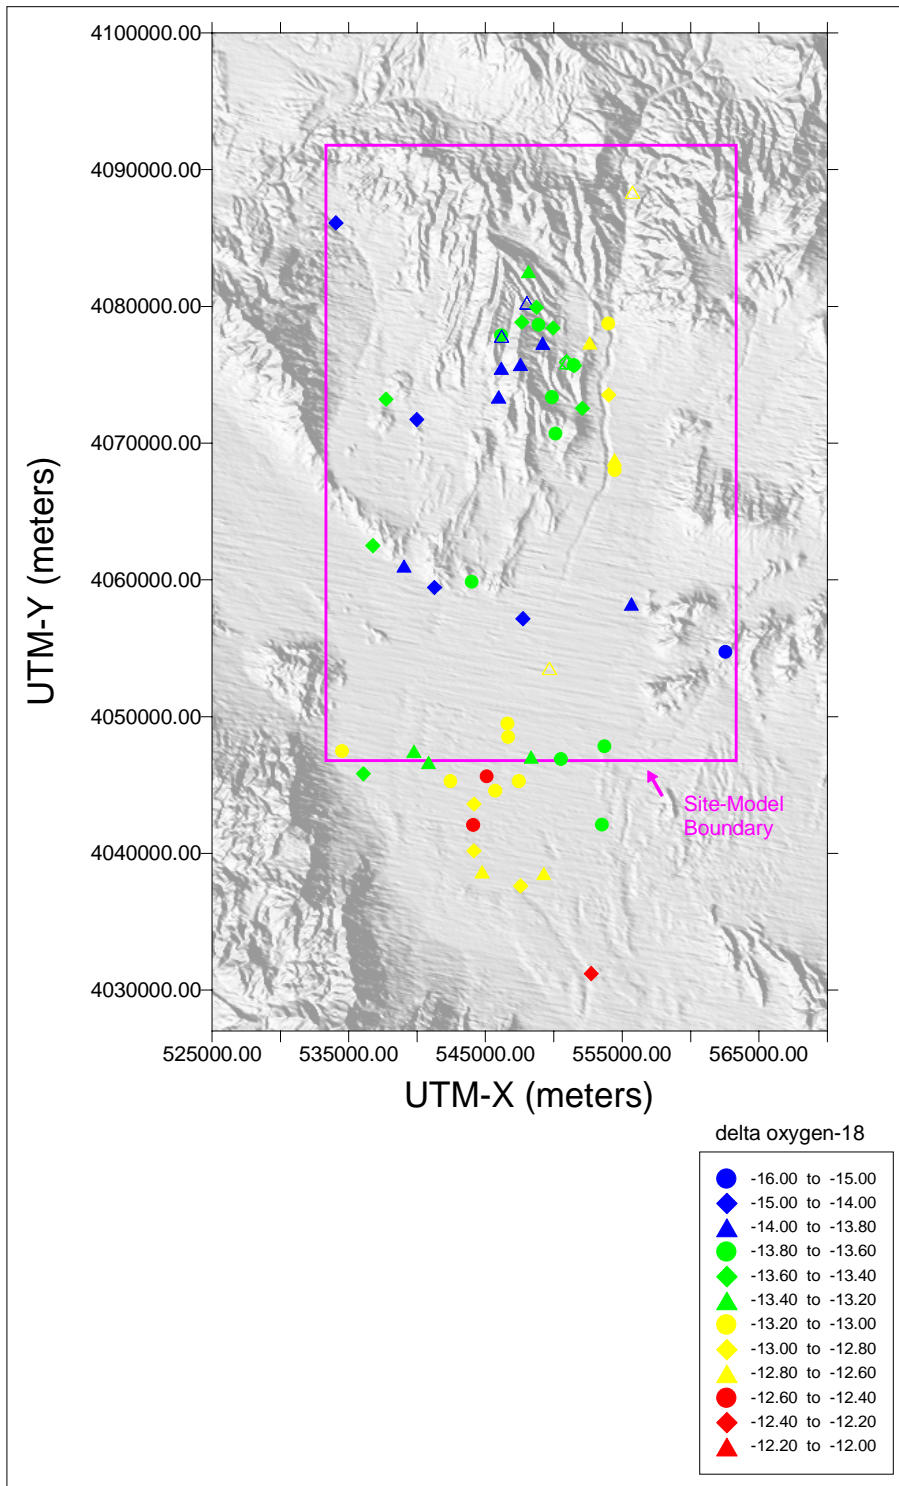 4100000.00
4090000.00
4080000.00
4070000.00
4060000.00
4050000.00
4040000.00
4030000.00
UTM-Y (meters)
Site-Model
Boundary
525000.00 535000.00 545000.00 555000.00 565000.00
UTM-X (meters)
delta oxygen-18
-16.00 to -15.00
-15.00 to -14.00
-14.00 to -13.80
-13.80 to -13.60
-13.60 to -13.40
-13.40 to -13.20
-13.20 to -13.00
-13.00 to -12.80
-12.80 to -12.60
-12.60 to -12.40
-12.40 to -12.20
-12.20 to -12.00